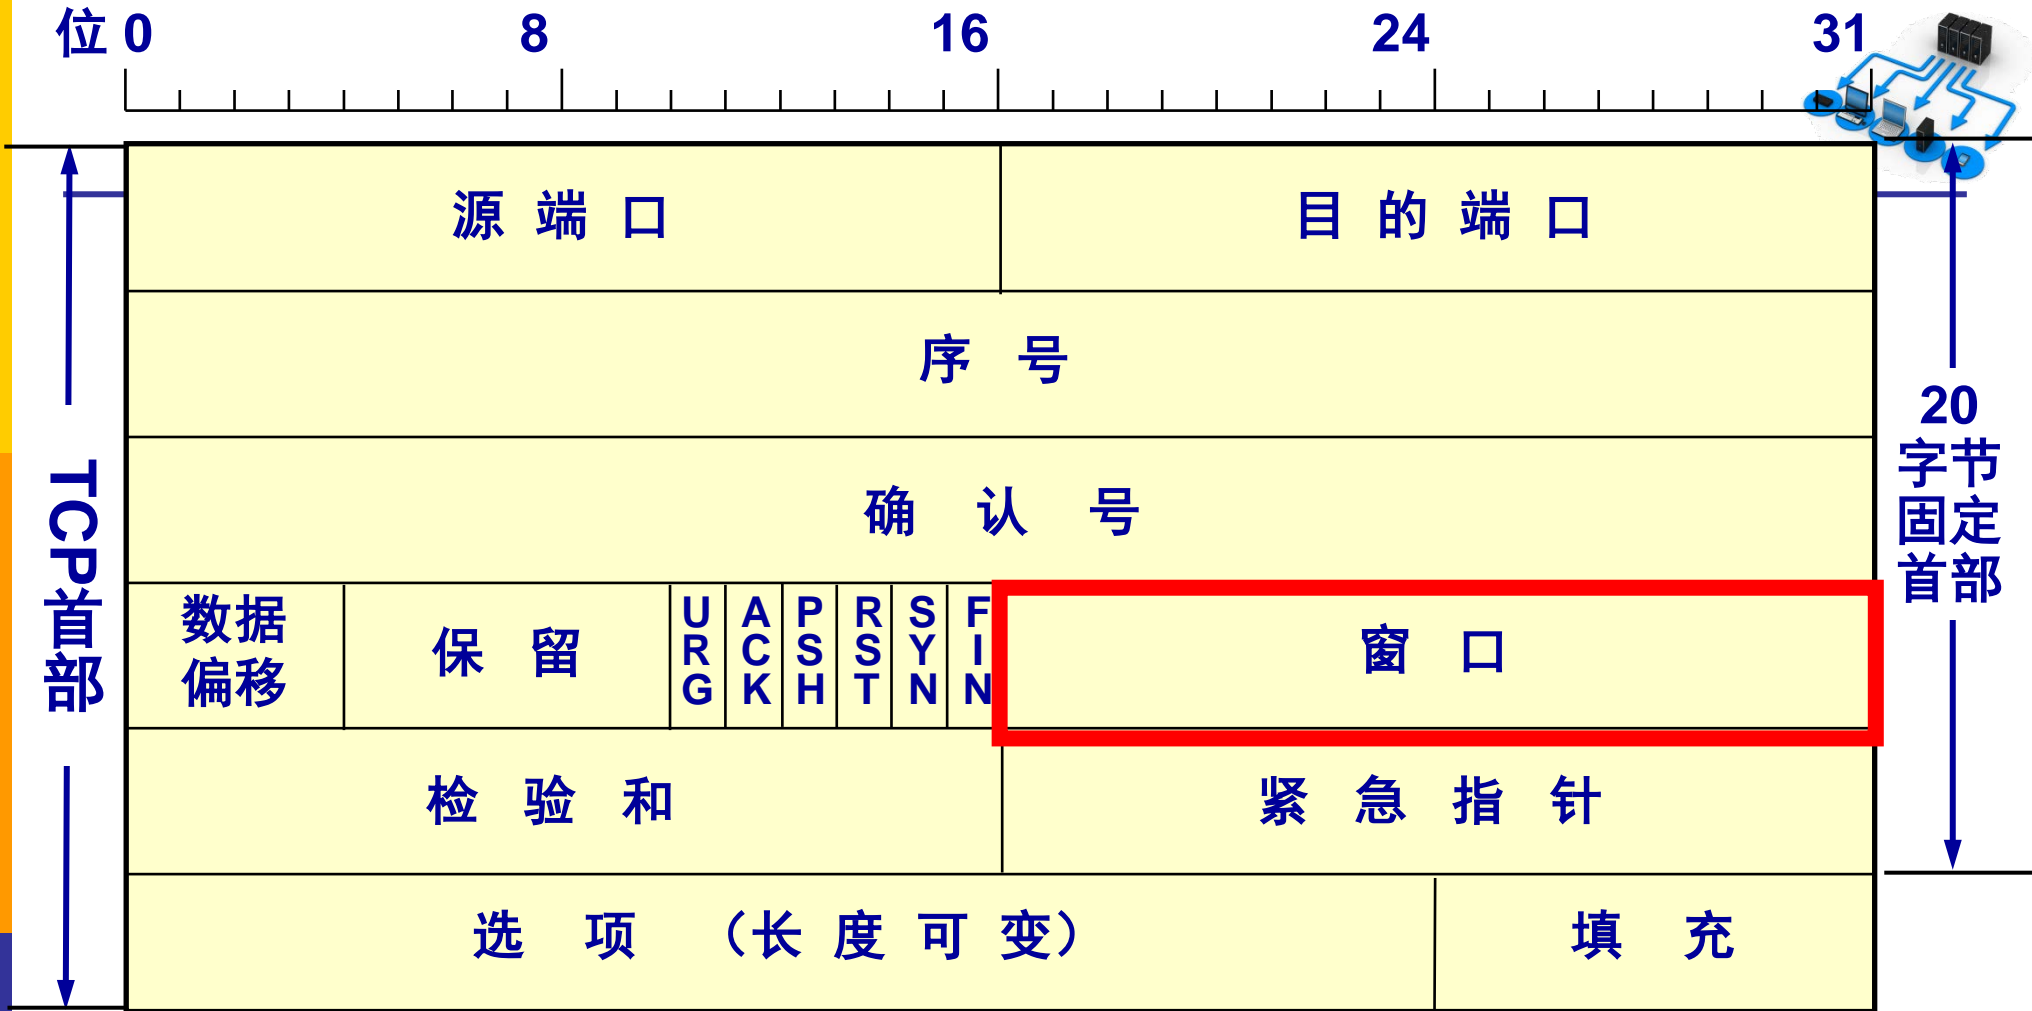 位 0 8 16 24 31
源端口 目的端口
序号
确认号
数据偏移 保留 URG ACK PSH RST SYN FIN 窗口
检验和 紧急指针
选项（长度可变） 填充
TCP首部
20
字节
固定
首部